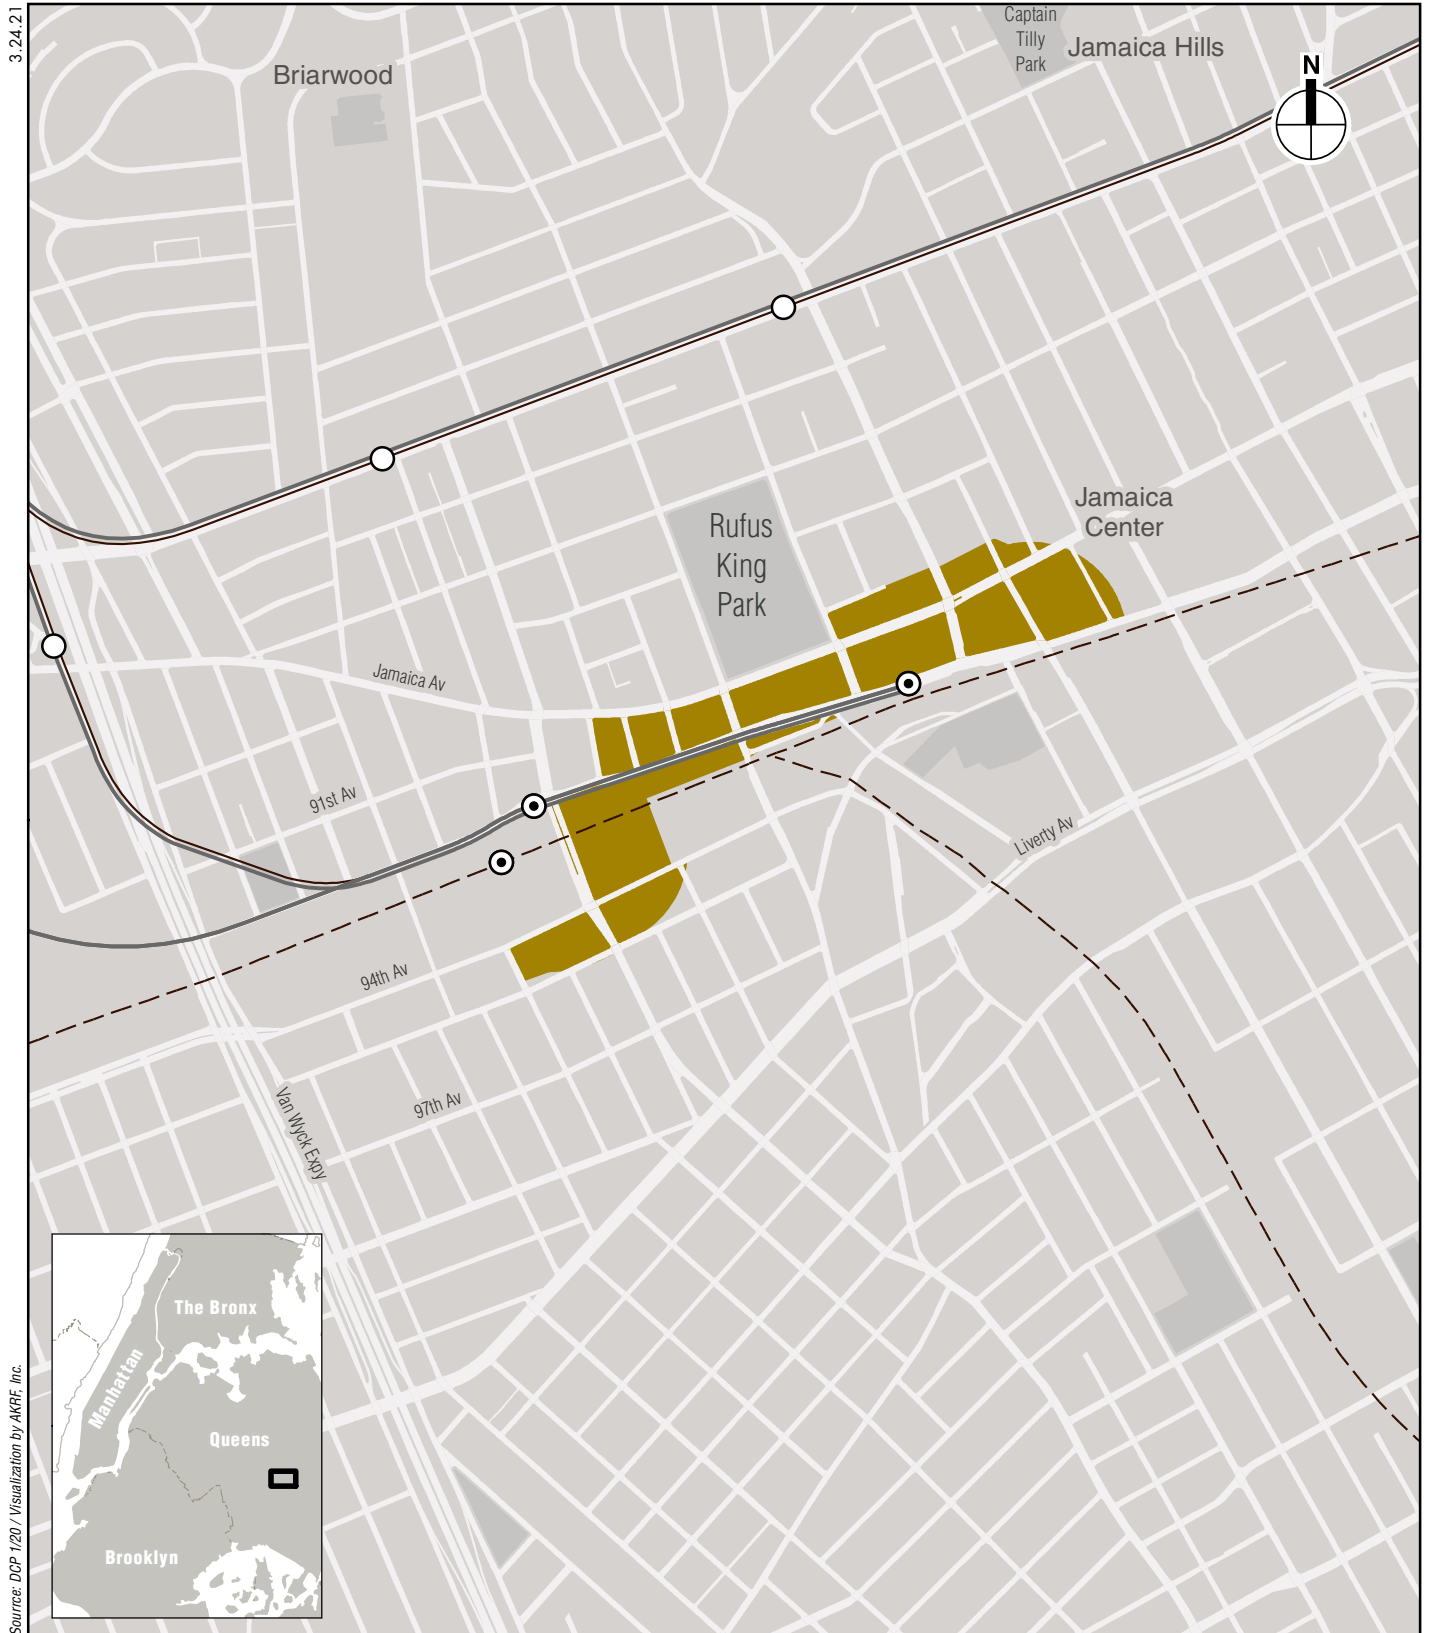 3.24.21
Captain
Tilly
Park
Jamaica Hills
Briarwood
N
Jamaica
Center
Rufus
King
Park
Jamaica Av
91st Av
Liverty Av
94th Av
97th Av
Van Wyck Expy
The Bronx
Manhattan
Queens
Brooklyn
Sourrce: DCP 1/20 / Visualization by AKRF, Inc.